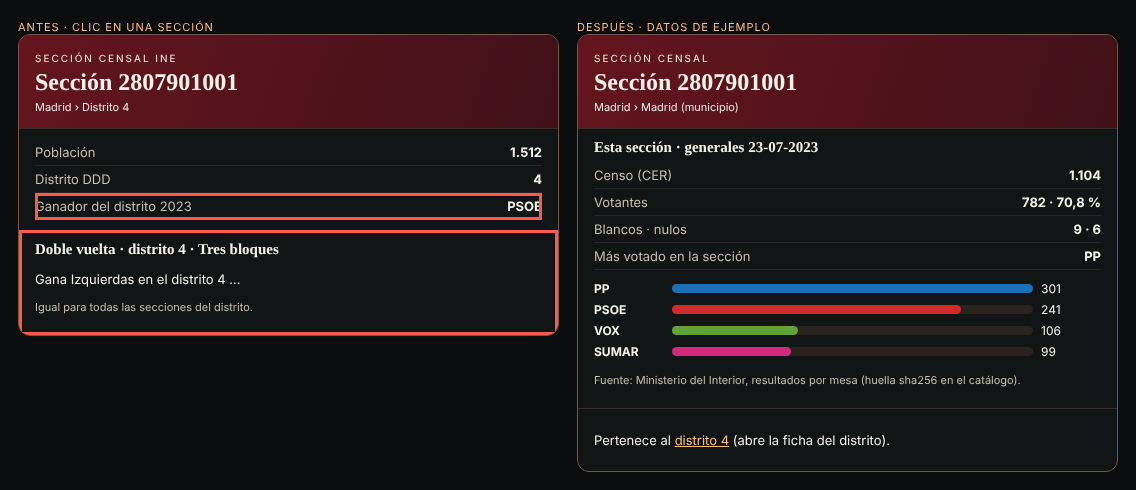 ANTES · CLIC EN UNA SECCIÓN
SECCIÓN CENSAL INE
Sección 2807901001
Madrid › Distrito 4
Población 1.512
Distrito DDD 4
Ganador del distrito 2023 PSOE
Doble vuelta · distrito 4 · Tres bloques
Gana Izquierdas en el distrito 4 ...
Igual para todas las secciones del distrito.
DESPUÉS · DATOS DE EJEMPLO
SECCIÓN CENSAL
Sección 2807901001
Madrid › Madrid (municipio)
Esta sección · generales 23-07-2023
Censo (CER) 1.104
Votantes 782 · 70,8 %
Blancos · nulos 9 · 6
Más votado en la sección PP
PP 301
PSOE 241
VOX 106
SUMAR 99
Fuente: Ministerio del Interior, resultados por mesa (huella sha256 en el catálogo).
Pertenece al distrito 4 (abre la ficha del distrito).